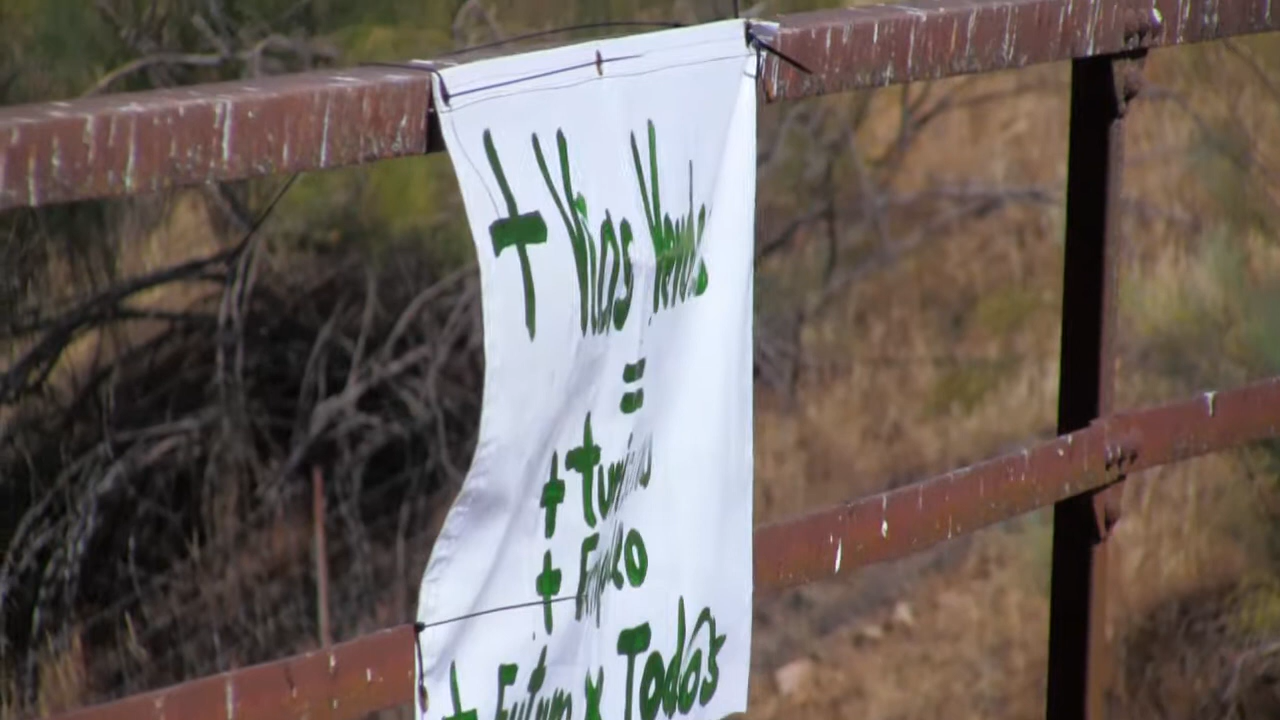 + Vías Verdes
=
+ Turismo
+ Empleo
+ Futuro x Todos